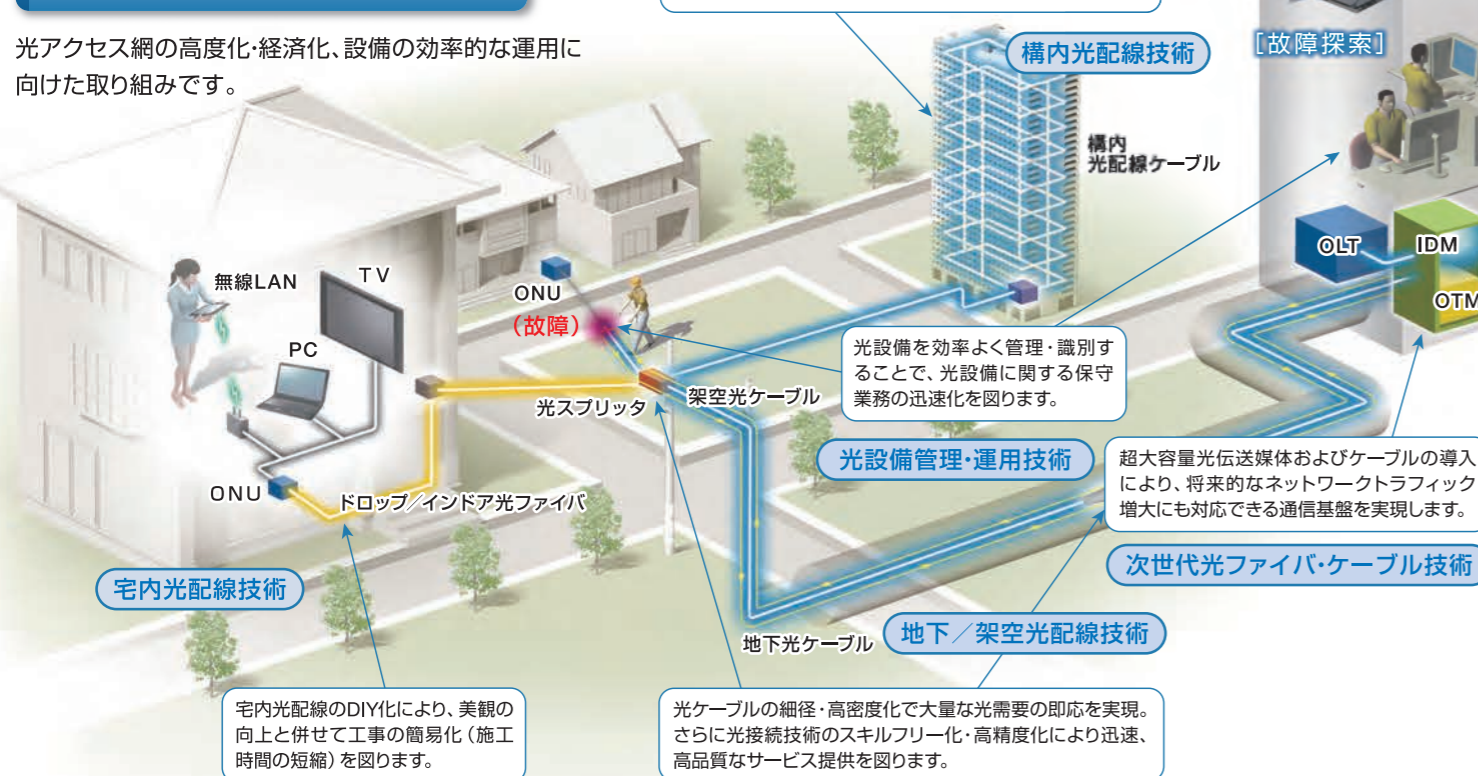 光アクセス網の高度化・経済化、設備の効率的な運用に
向けた取り組みです。
構内光配線技術
[故障探索]
構内
光配線ケーブル
OLT
IDM
OTM
無線LAN
TV
PC
ONU
(故障)
光設備を効率よく管理・識別す
ることで、光設備に関する保守
業務の迅速化を図ります。
光スプリッタ
架空光ケーブル
光設備管理・運用技術
超大容量光伝送媒体およびケーブルの導入
により、将来的なネットワークトラフィック
増大にも対応できる通信基盤を実現します。
ONU
ドロップ/インドア光ファイバ
次世代光ファイバ・ケーブル技術
宅内光配線技術
地下光ケーブル
地下/架空光配線技術
宅内光配線のDIY化により、美観の
向上と併せて工事の簡易化(施工
時間の短縮)を図ります。
光ケーブルの細径・高密度化で大量な光需要の即応を実現。
さらに光接続技術のスキルフリー化・高精度化により迅速、
高品質なサービス提供を図ります。